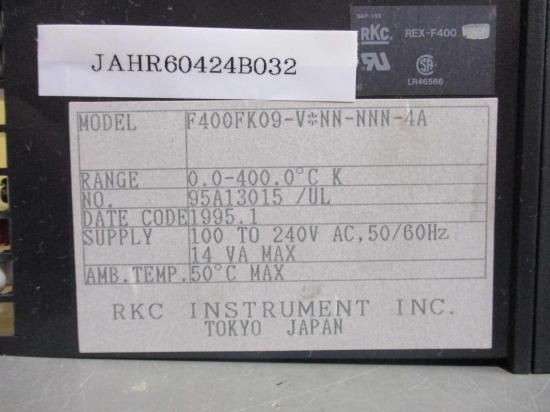 JAHR60424B032
RKC. REX-F400
LR46566
MODEL F400FK09-V*NN-NNN-4A
RANGE 0.0-400.0°C K
NO. 95A13015 /UL
DATE CODE 1995.1
SUPPLY 100 TO 240V AC,50/60Hz
14 VA MAX
AMB.TEMP. 50°C MAX
RKC INSTRUMENT INC.
TOKYO JAPAN